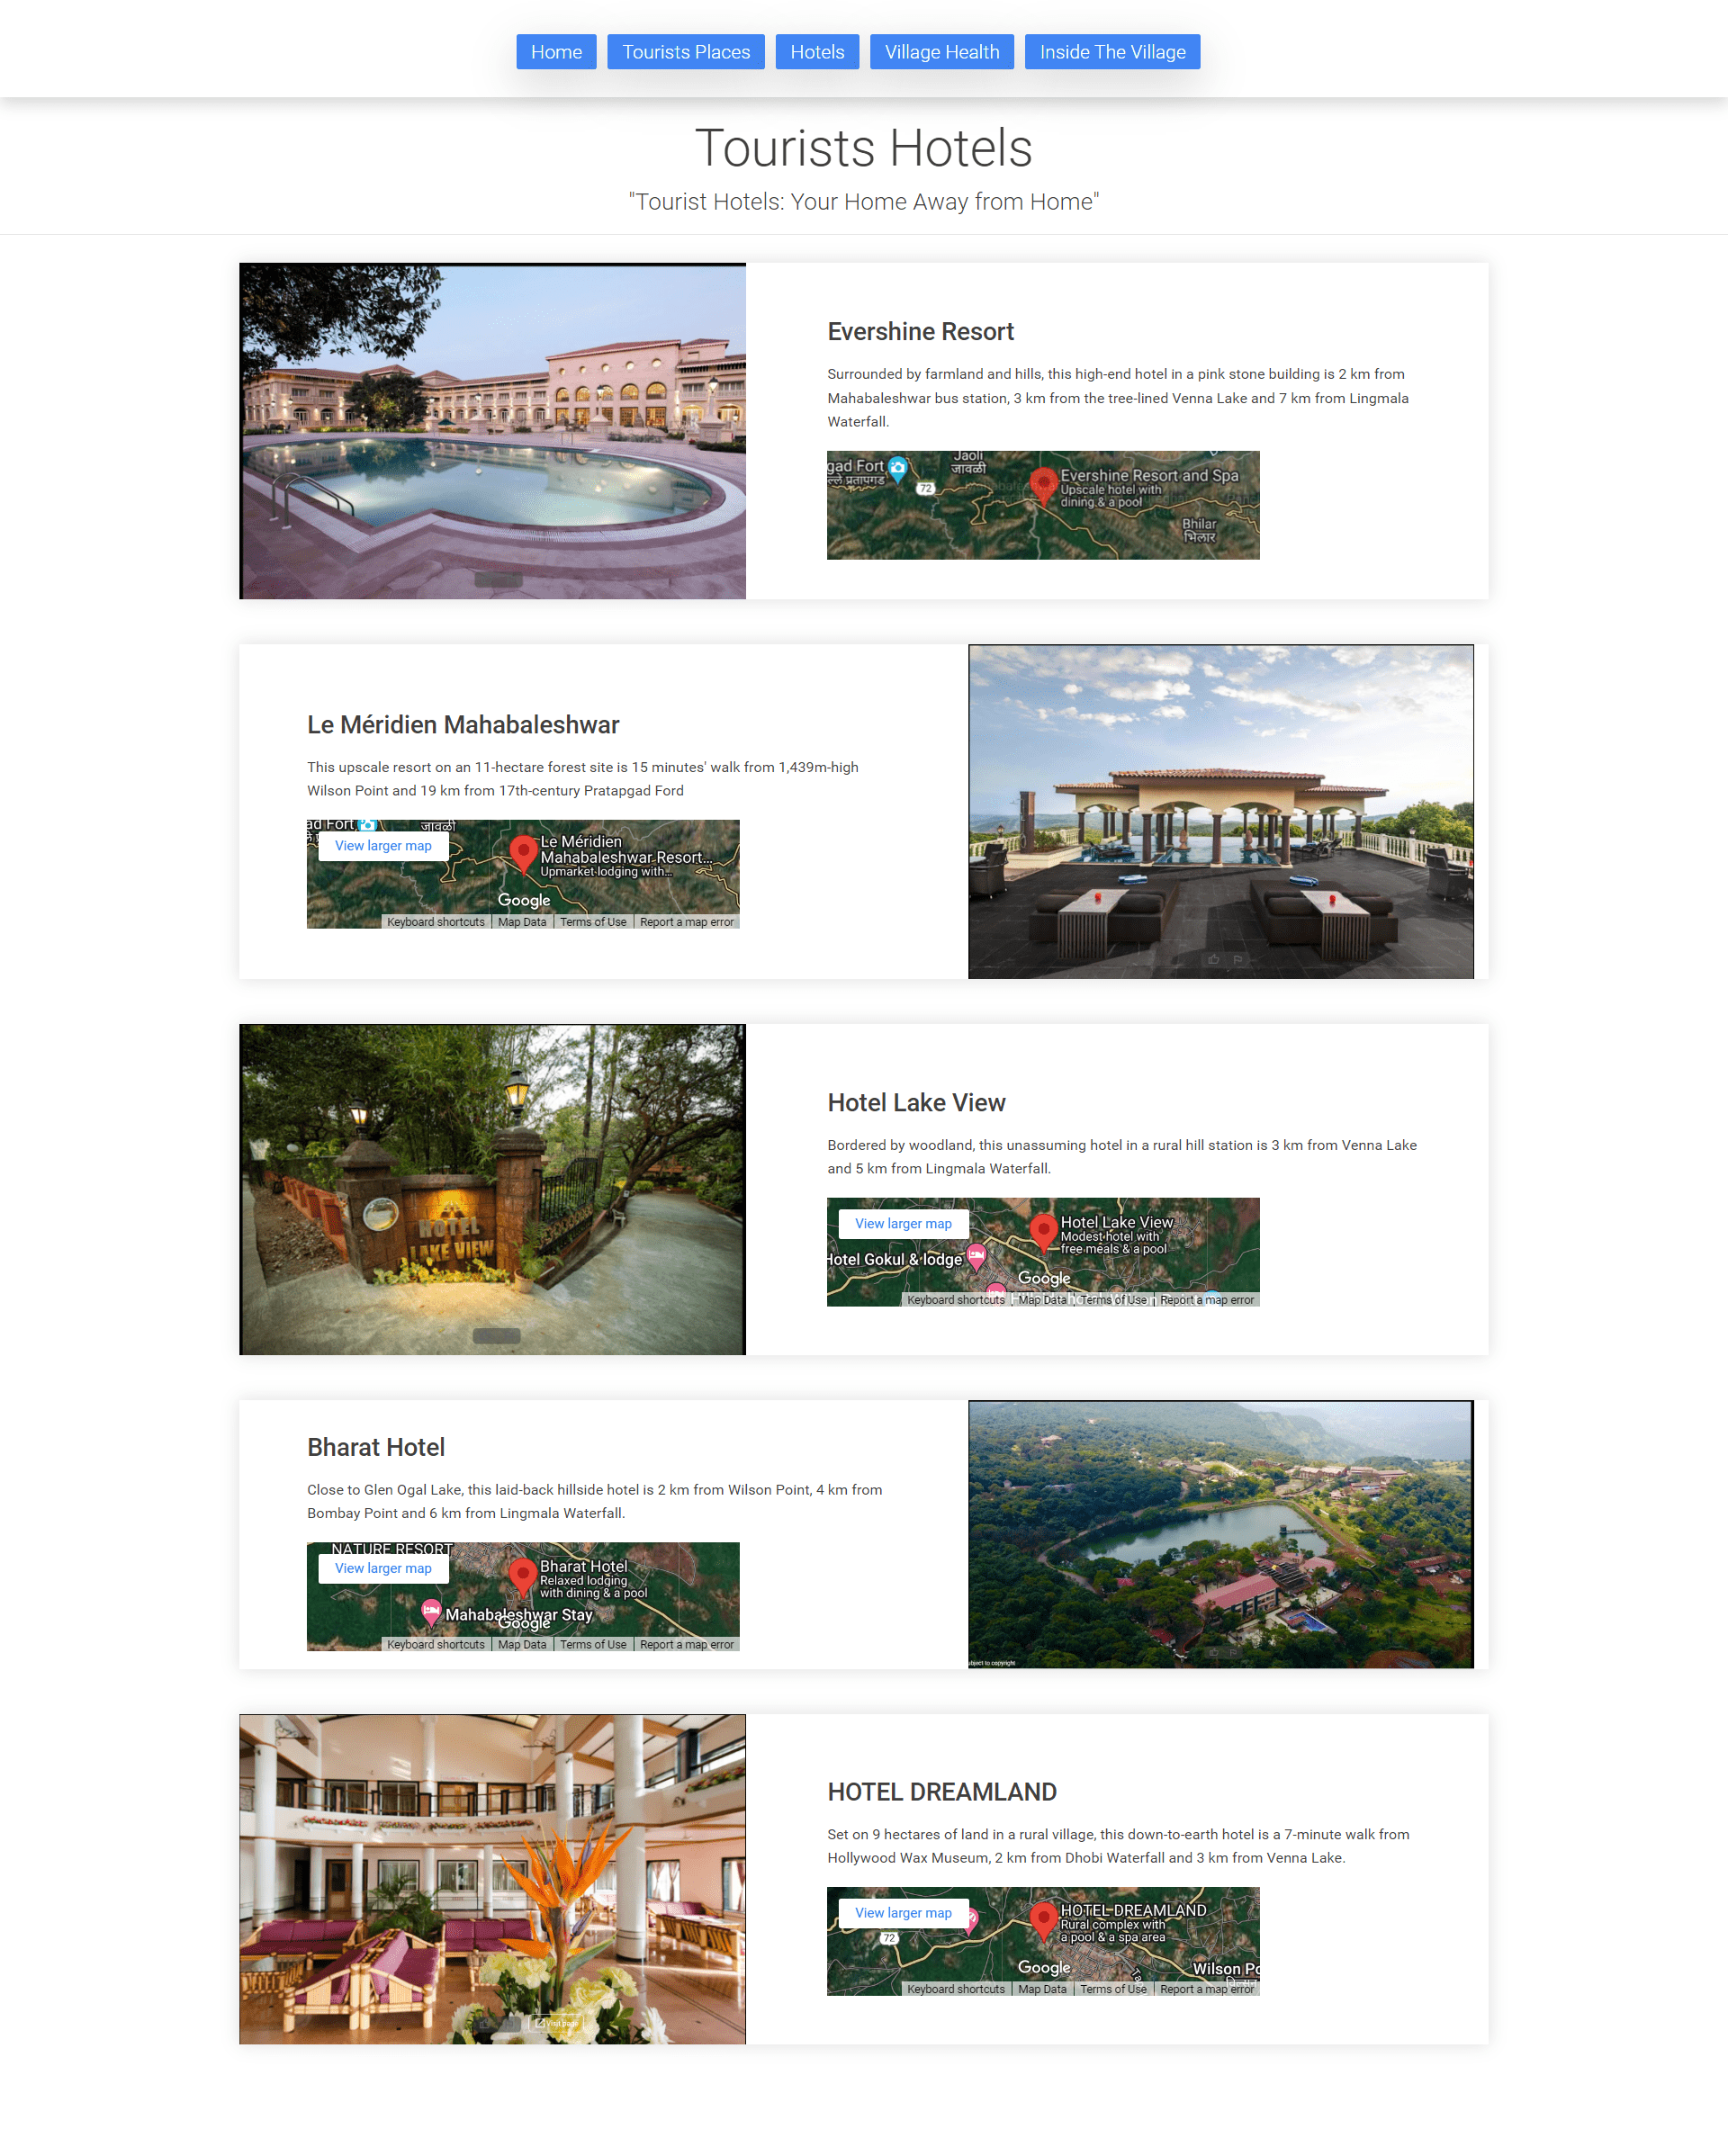 Home
Tourists Places
Hotels
Village Health
Inside The Village
Tourists Hotels
"Tourist Hotels: Your Home Away from Home"
Evershine Resort
Surrounded by farmland and hills, this high-end hotel in a pink stone building is 2 km from
Mahabaleshwar bus station, 3 km from the tree-lined Venna Lake and 7 km from Lingmala
Waterfall.
gad Fort
ल्ले प्रतापगड
72
Jaoli
जावळी
Evershine Resort and Spa
Upscale hotel with
dining & a pool
Bhilar
भिलार
Le Méridien Mahabaleshwar
This upscale resort on an 11-hectare forest site is 15 minutes' walk from 1,439m-high
Wilson Point and 19 km from 17th-century Pratapgad Ford
ad Fort
जावळी
View larger map
Le Méridien
Mahabaleshwar Resort...
Upmarket lodging with...
Google
Keyboard shortcuts
Map Data
Terms of Use
Report a map error
HOTEL
LAKE VIEW
Hotel Lake View
Bordered by woodland, this unassuming hotel in a rural hill station is 3 km from Venna Lake
and 5 km from Lingmala Waterfall.
View larger map
Hotel Lake View
Modest hotel with
free meals & a pool
Hotel Gokul & lodge
Google
Keyboard shortcuts
Map Data
Terms of Use
Report a map error
Bharat Hotel
Close to Glen Ogal Lake, this laid-back hillside hotel is 2 km from Wilson Point, 4 km from
Bombay Point and 6 km from Lingmala Waterfall.
NATURE RESORT
View larger map
Bharat Hotel
Relaxed lodging
with dining & a pool
Mahabaleshwar Stay
Google
Keyboard shortcuts
Map Data
Terms of Use
Report a map error
bject to copyright
HOTEL DREAMLAND
Set on 9 hectares of land in a rural village, this down-to-earth hotel is a 7-minute walk from
Hollywood Wax Museum, 2 km from Dhobi Waterfall and 3 km from Venna Lake.
View larger map
72
HOTEL DREAMLAND
Rural complex with
a pool & a spa area
Wilson Po
Google
Keyboard shortcuts
Map Data
Terms of Use
Report a map error
Visit page